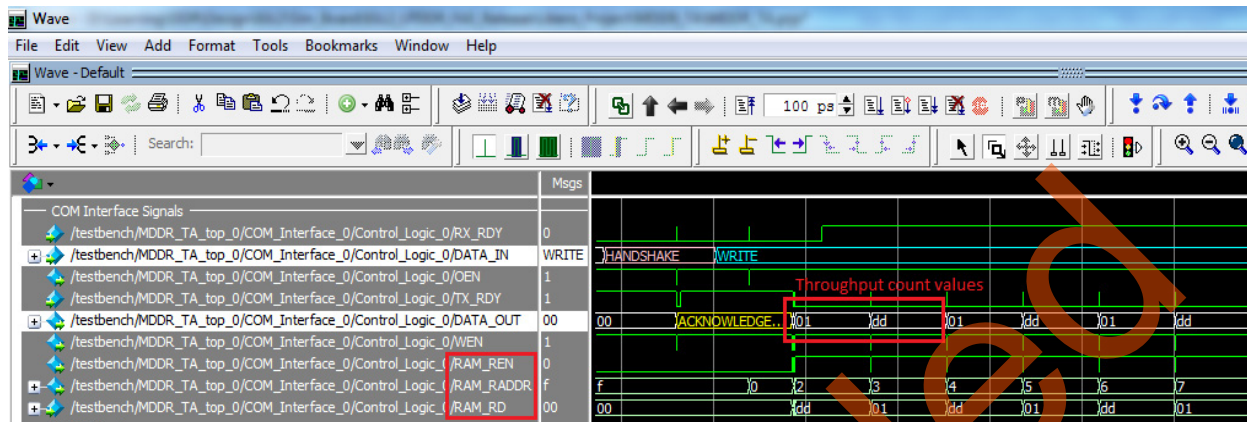 Wave
File Edit View Add Format Tools Bookmarks Window Help
Wave - Default
100 ps
Search:
Msgs
COM Interface Signals
/testbench/MDDR_TA_top_0/COM_Interface_0/Control_Logic_0/RX_RDY 0
/testbench/MDDR_TA_top_0/COM_Interface_0/Control_Logic_0/DATA_IN WRITE HANDSHAKE WRITE
/testbench/MDDR_TA_top_0/COM_Interface_0/Control_Logic_0/OEN 1
Throughput count values
/testbench/MDDR_TA_top_0/COM_Interface_0/Control_Logic_0/TX_RDY 1
/testbench/MDDR_TA_top_0/COM_Interface_0/Control_Logic_0/DATA_OUT 00 00 ACKNOWLEDGE.. 01 dd 01 dd 01 dd
/testbench/MDDR_TA_top_0/COM_Interface_0/Control_Logic_0/WEN 1
/testbench/MDDR_TA_top_0/COM_Interface_0/Control_Logic_0/RAM_REN 0
/testbench/MDDR_TA_top_0/COM_Interface_0/Control_Logic_0/RAM_RADDR f f 0 2 3 4 5 6 7
/testbench/MDDR_TA_top_0/COM_Interface_0/Control_Logic_0/RAM_RD 00 00 dd 01 dd 01 dd 01